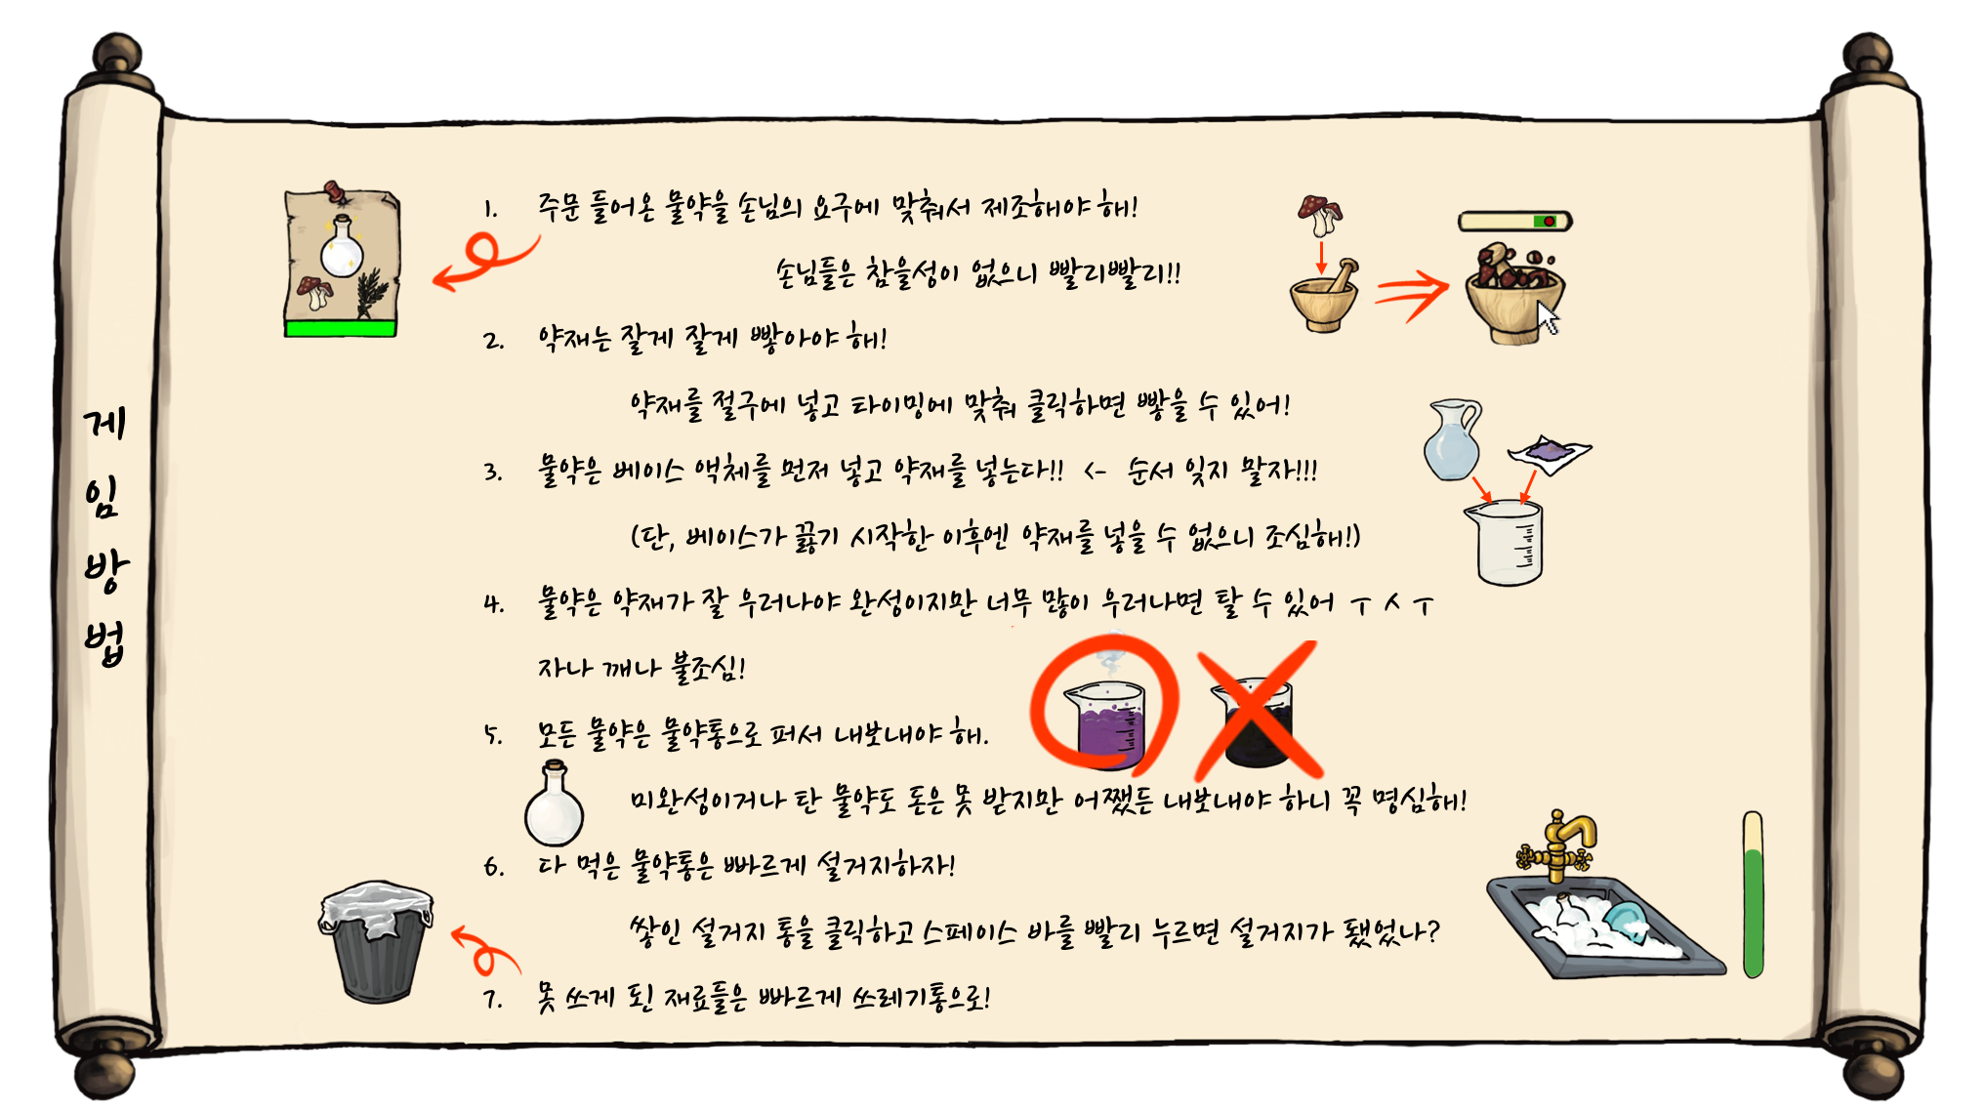 게임방법
1. 주문 들어온 물약을 손님의 요구에 맞춰서 제조해야 해!
손님들은 참을성이 없으니 빨리빨리!!
2. 약재는 잘게 잘게 빻아야 해!
약재를 절구에 넣고 타이밍에 맞춰 클릭하면 빻을 수 있어!
3. 물약은 베이스 액체를 먼저 넣고 약재를 넣는다!! <- 순서 잊지 말자!!!
(단, 베이스가 끓기 시작한 이후엔 약재를 넣을 수 없으니 조심해!)
4. 물약은 약재가 잘 우러나야 완성이지만 너무 많이 우러나면 탈 수 있어 ㅜㅅㅜ
자나 깨나 불조심!
5. 모든 물약은 물약통으로 퍼서 내보내야 해.
미완성이거나 탄 물약도 돈은 못 받지만 어쨌든 내보내야 하니 꼭 명심해!
6. 다 먹은 물약통은 빠르게 설거지하자!
쌓인 설거지 통을 클릭하고 스페이스 바를 빨리 누르면 설거지가 됐었나?
7. 못 쓰게 된 재료들은 빠르게 쓰레기통으로!